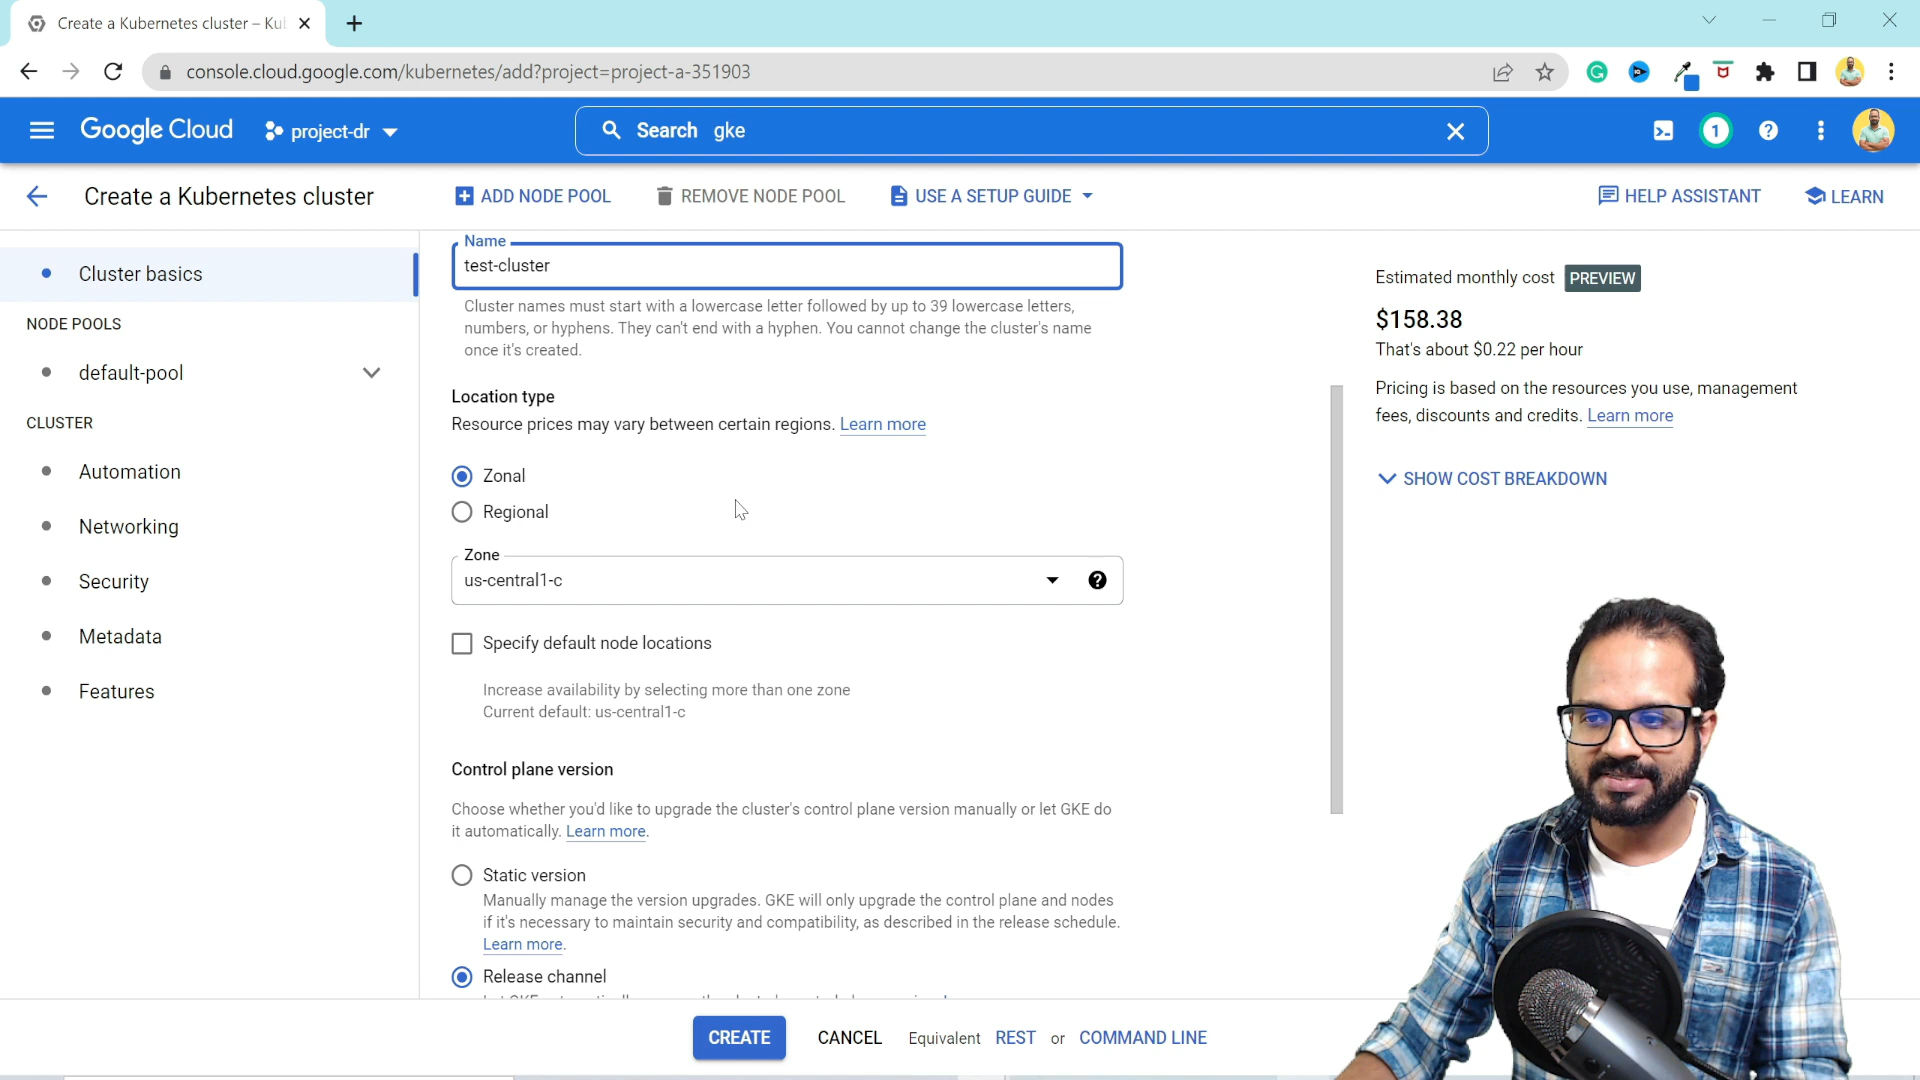 Create a Kubernetes cluster – Ku
console.cloud.google.com/kubernetes/add?project=project-a-351903
Google Cloud
project-dr
Search gke
1
Create a Kubernetes cluster
ADD NODE POOL
REMOVE NODE POOL
USE A SETUP GUIDE
HELP ASSISTANT
LEARN
Cluster basics
NODE POOLS
default-pool
CLUSTER
Automation
Networking
Security
Metadata
Features
Name
test-cluster
Cluster names must start with a lowercase letter followed by up to 39 lowercase letters,
numbers, or hyphens. They can't end with a hyphen. You cannot change the cluster's name
once it's created.
Location type
Resource prices may vary between certain regions. Learn more
Zonal
Regional
Zone
us-central1-c
Specify default node locations
Increase availability by selecting more than one zone
Current default: us-central1-c
Control plane version
Choose whether you'd like to upgrade the cluster's control plane version manually or let GKE do
it automatically. Learn more.
Static version
Manually manage the version upgrades. GKE will only upgrade the control plane and nodes
if it's necessary to maintain security and compatibility, as described in the release schedule.
Learn more.
Release channel
Estimated monthly cost PREVIEW
$158.38
That's about $0.22 per hour
Pricing is based on the resources you use, management
fees, discounts and credits. Learn more
SHOW COST BREAKDOWN
CREATE
CANCEL
Equivalent REST or COMMAND LINE